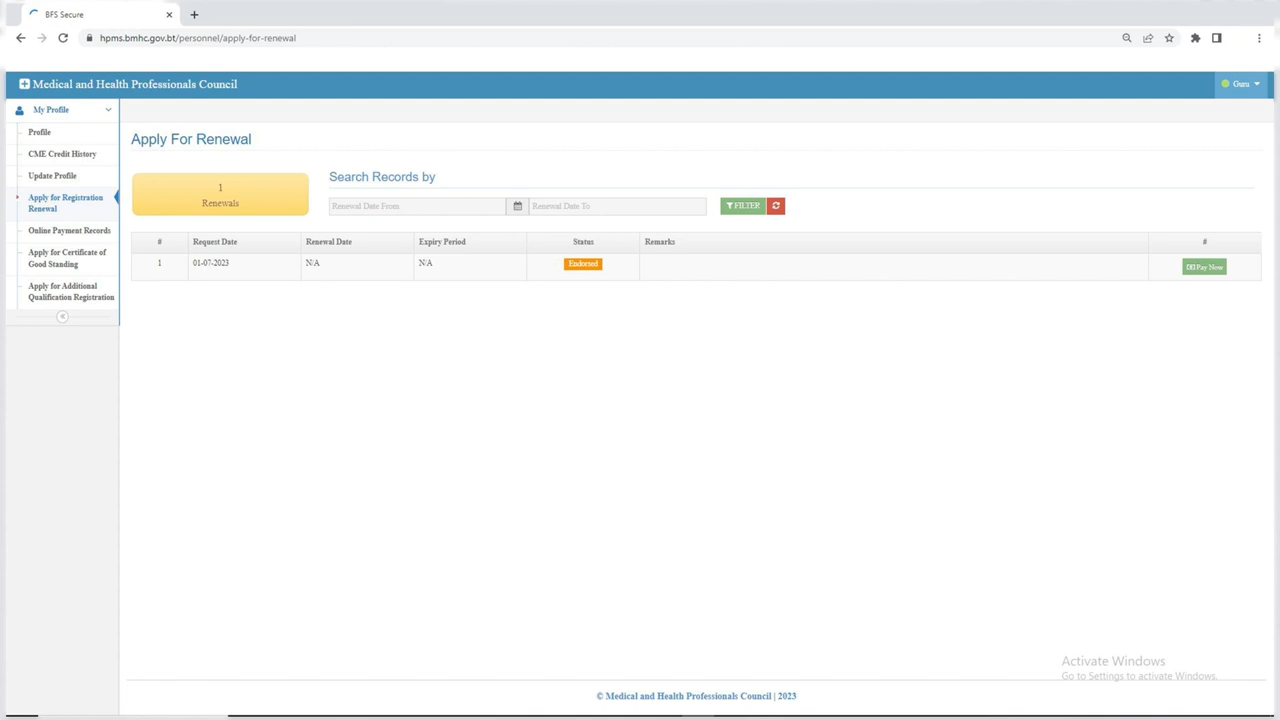 BFS Secure
hpms.bmhc.gov.bt/personnel/apply-for-renewal
Medical and Health Professionals Council
Guru
My Profile
Profile
CME Credit History
Update Profile
Apply for Registration
Renewal
Online Payment Records
Apply for Certificate of
Good Standing
Apply for Additional
Qualification Registration
Apply For Renewal
1
Renewals
Search Records by
Renewal Date From
Renewal Date To
FILTER
# Request Date Renewal Date Expiry Period Status Remarks #
1 01-07-2023 N/A N/A Endorsed Pay Now
Activate Windows
Go to Settings to activate Windows.
© Medical and Health Professionals Council | 2023